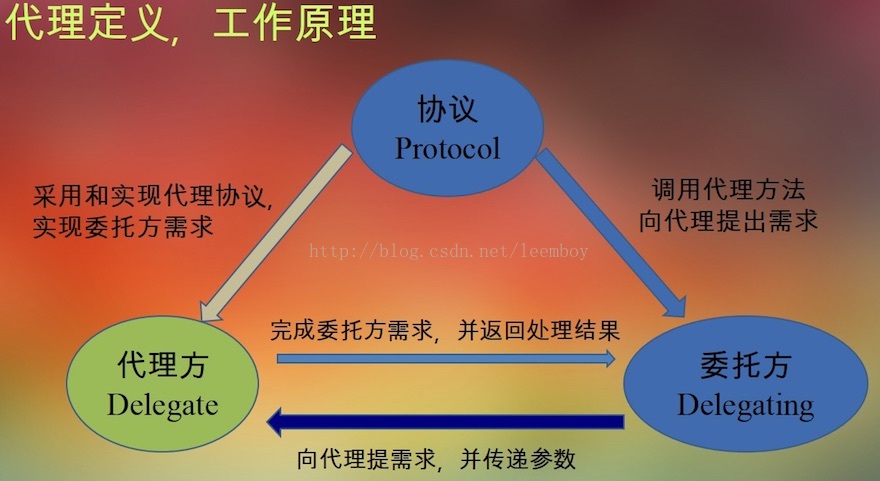 代理定义，工作原理
协议
Protocol
采用和实现代理协议,
实现委托方需求
调用代理方法
向代理提出需求
http://blog.csdn.net/leemboy
完成委托方需求，并返回处理结果
代理方
Delegate
委托方
Delegating
向代理提需求，并传递参数